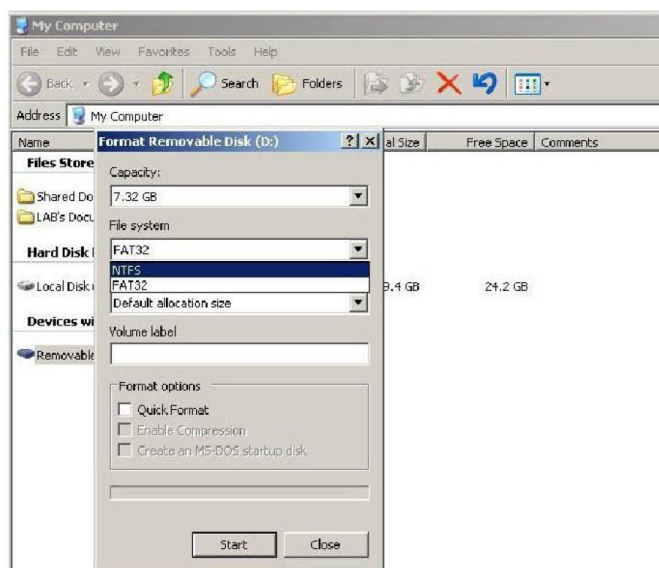 My Computer
File Edit View Favorites Tools Help
Back Search Folders
Address My Computer
Name al Size Free Space Comments
Files Store
Shared Do
LAB's Docu
Hard Disk
Local Disk 9.4 GB 24.2 GB
Devices wi
Removable
Format Removable Disk (D:)
Capacity:
7.32 GB
File system
FAT32
NTFS
FAT32
Default allocation size
Volume label
Format options
Quick Format
Enable Compression
Create an MS-DOS startup disk
Start Close